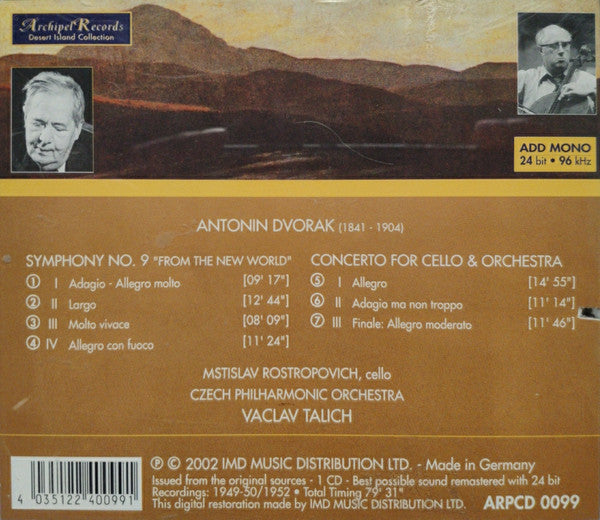 Archipel Records
Desert Island Collection
ADD MONO
24 bit • 96 kHz
ANTONIN DVORAK (1841 - 1904)
SYMPHONY NO. 9 "FROM THE NEW WORLD"
1 I Adagio - Allegro molto [09' 17"]
2 II Largo [12' 44"]
3 III Molto vivace [08' 09"]
4 IV Allegro con fuoco [11' 24"]
CONCERTO FOR CELLO & ORCHESTRA
5 I Allegro [14' 55"]
6 II Adagio ma non troppo [11' 14"]
7 III Finale: Allegro moderato [11' 46"]
MSTISLAV ROSTROPOVICH, cello
CZECH PHILHARMONIC ORCHESTRA
VACLAV TALICH
℗ © 2002 IMD MUSIC DISTRIBUTION LTD. - Made in Germany
Issued from the original sources - 1 CD - Best possible sound remastered with 24 bit
Recordings: 1949-50/1952 • Total Timing 79' 31"
This digital restoration made by IMD MUSIC DISTRIBUTION LTD.
ARPCD 0099
4 035122 400991